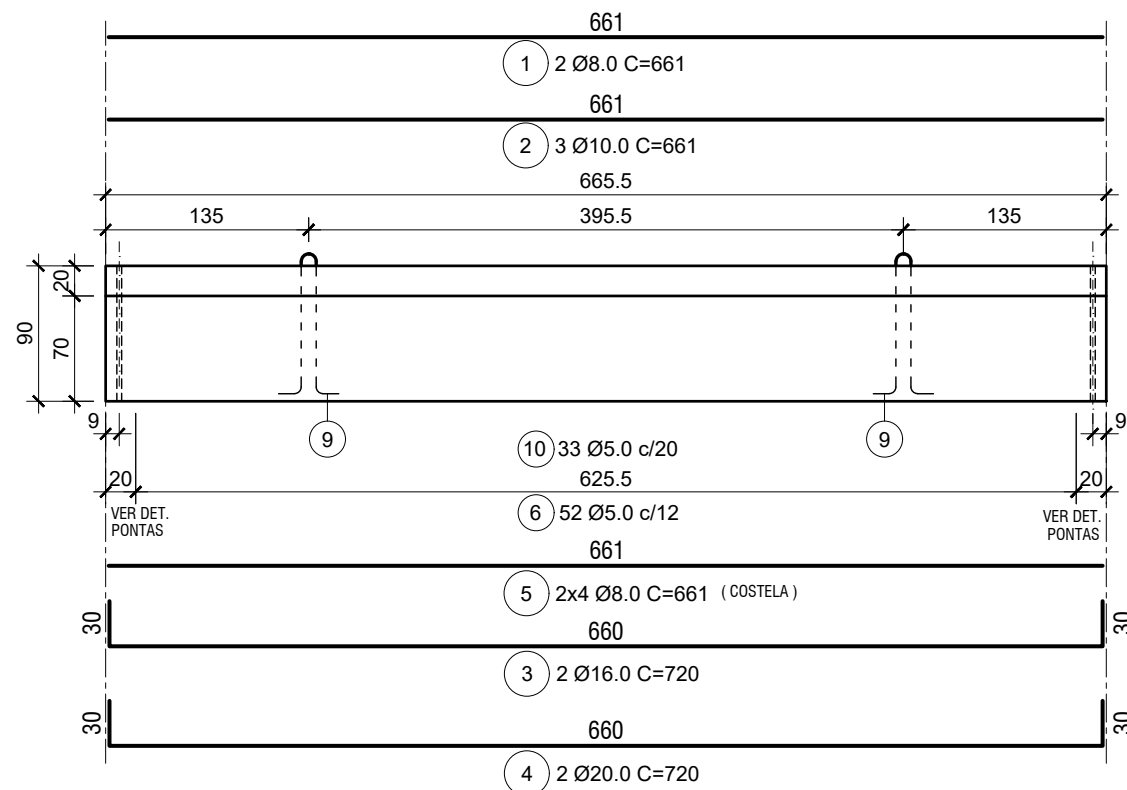 661
1 2 Ø8.0 C=661
661
2 3 Ø10.0 C=661
665.5
135 395.5 135
20
90
70
9 9
9 9
10 33 Ø5.0 c/20
20 625.5 20
VER DET.
PONTAS
6 52 Ø5.0 c/12
VER DET.
PONTAS
661
5 2x4 Ø8.0 C=661 ( COSTELA )
30 660 30
3 2 Ø16.0 C=720
30 660 30
4 2 Ø20.0 C=720